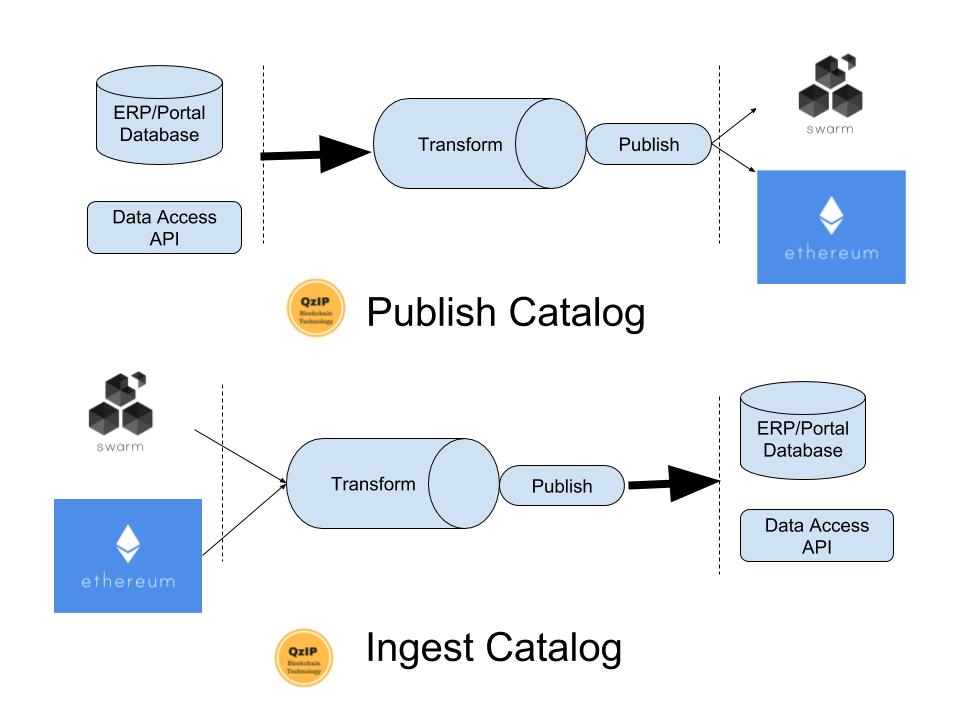 ERP/Portal
Database
Data Access
API
Transform
Publish
swarm
ethereum
QzIP
Blockchain
Technology
Publish Catalog
swarm
ethereum
Transform
Publish
ERP/Portal
Database
Data Access
API
QzIP
Blockchain
Technology
Ingest Catalog